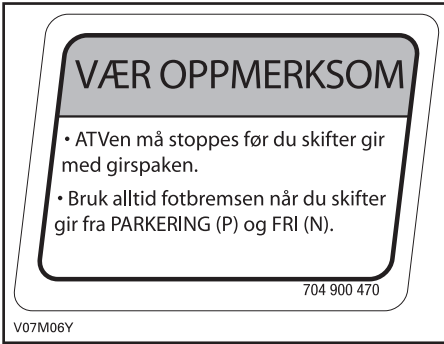 VÆR OPPMERKSOM
• ATVen må stoppes før du skifter gir
med girspaken.
• Bruk alltid fotbremsen når du skifter
gir fra PARKERING (P) og FRI (N).
704 900 470
V07M06Y